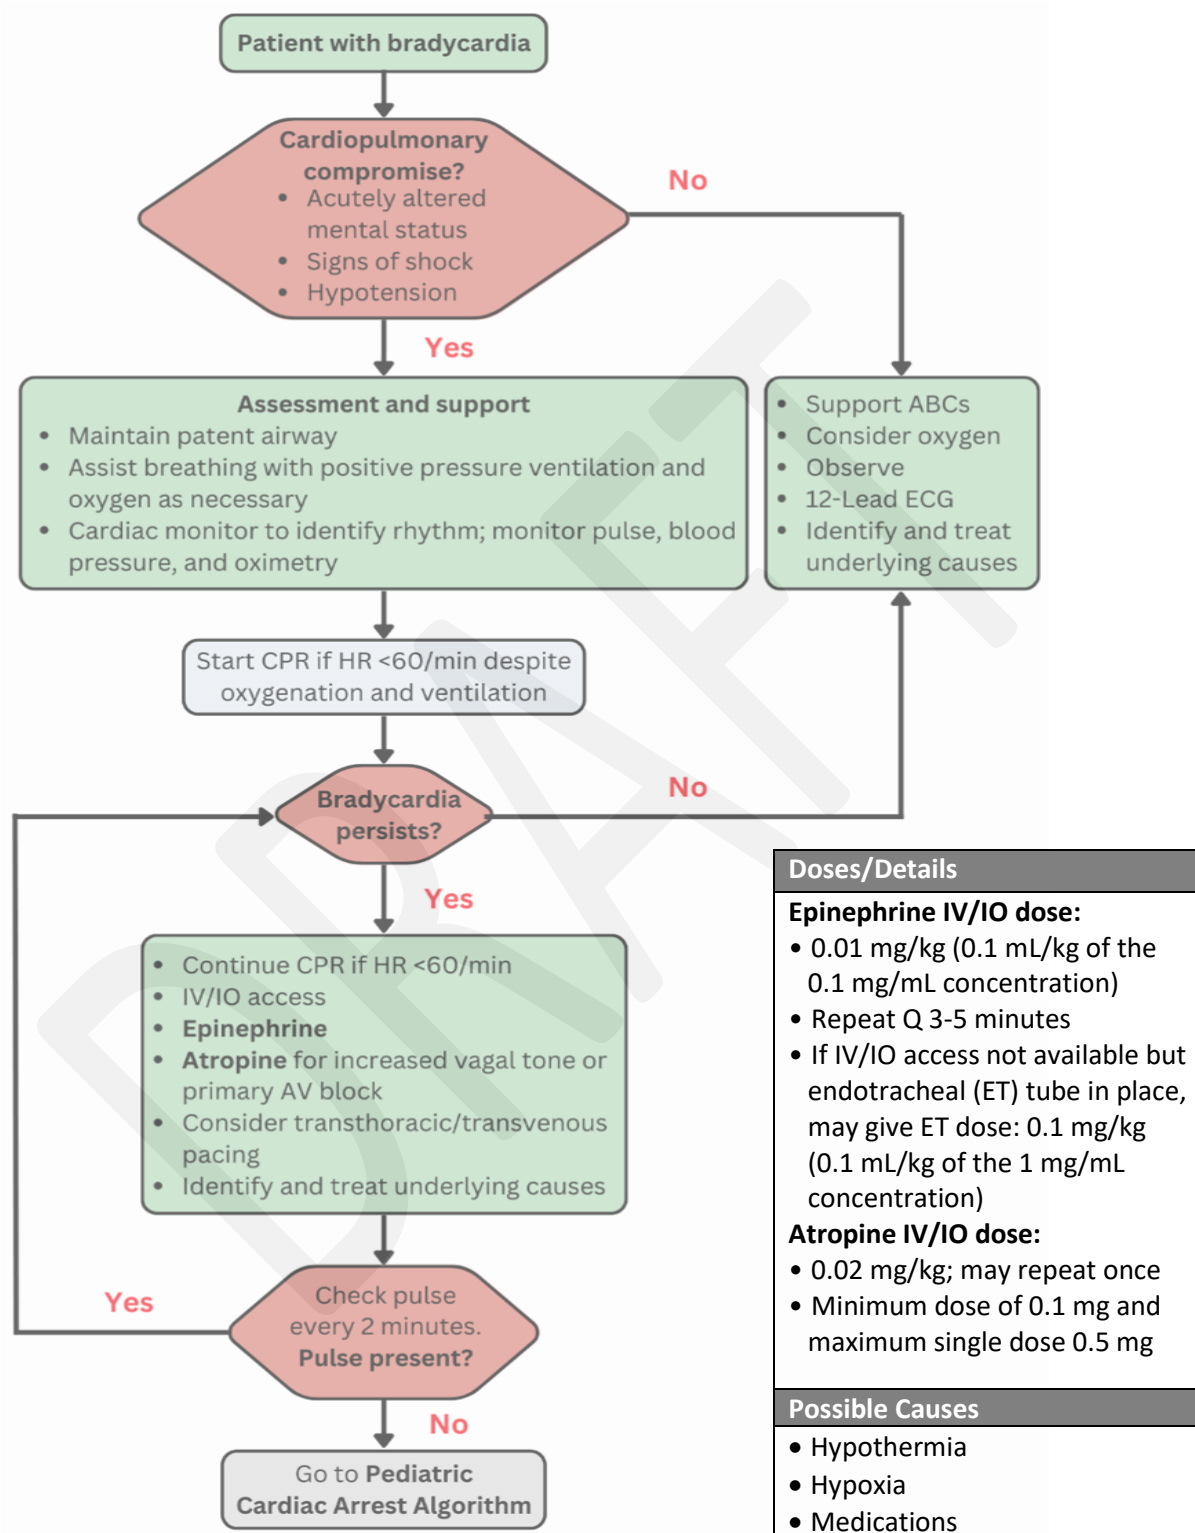 Patient with bradycardia
Cardiopulmonary
compromise?
• Acutely altered
mental status
• Signs of shock
• Hypotension
No
Yes
Assessment and support
• Maintain patent airway
• Assist breathing with positive pressure ventilation and
oxygen as necessary
• Cardiac monitor to identify rhythm; monitor pulse, blood
pressure, and oximetry
• Support ABCs
• Consider oxygen
• Observe
• 12-Lead ECG
• Identify and treat
underlying causes
Start CPR if HR <60/min despite
oxygenation and ventilation
Bradycardia
persists?
No
Yes
• Continue CPR if HR <60/min
• IV/IO access
• Epinephrine
• Atropine for increased vagal tone or
primary AV block
• Consider transthoracic/transvenous
pacing
• Identify and treat underlying causes
Check pulse
every 2 minutes.
Pulse present?
Yes
No
Go to Pediatric
Cardiac Arrest Algorithm
Doses/Details
Epinephrine IV/IO dose:
• 0.01 mg/kg (0.1 mL/kg of the
0.1 mg/mL concentration)
• Repeat Q 3-5 minutes
• If IV/IO access not available but
endotracheal (ET) tube in place,
may give ET dose: 0.1 mg/kg
(0.1 mL/kg of the 1 mg/mL
concentration)
Atropine IV/IO dose:
• 0.02 mg/kg; may repeat once
• Minimum dose of 0.1 mg and
maximum single dose 0.5 mg
Possible Causes
• Hypothermia
• Hypoxia
• Medications
DRAFT